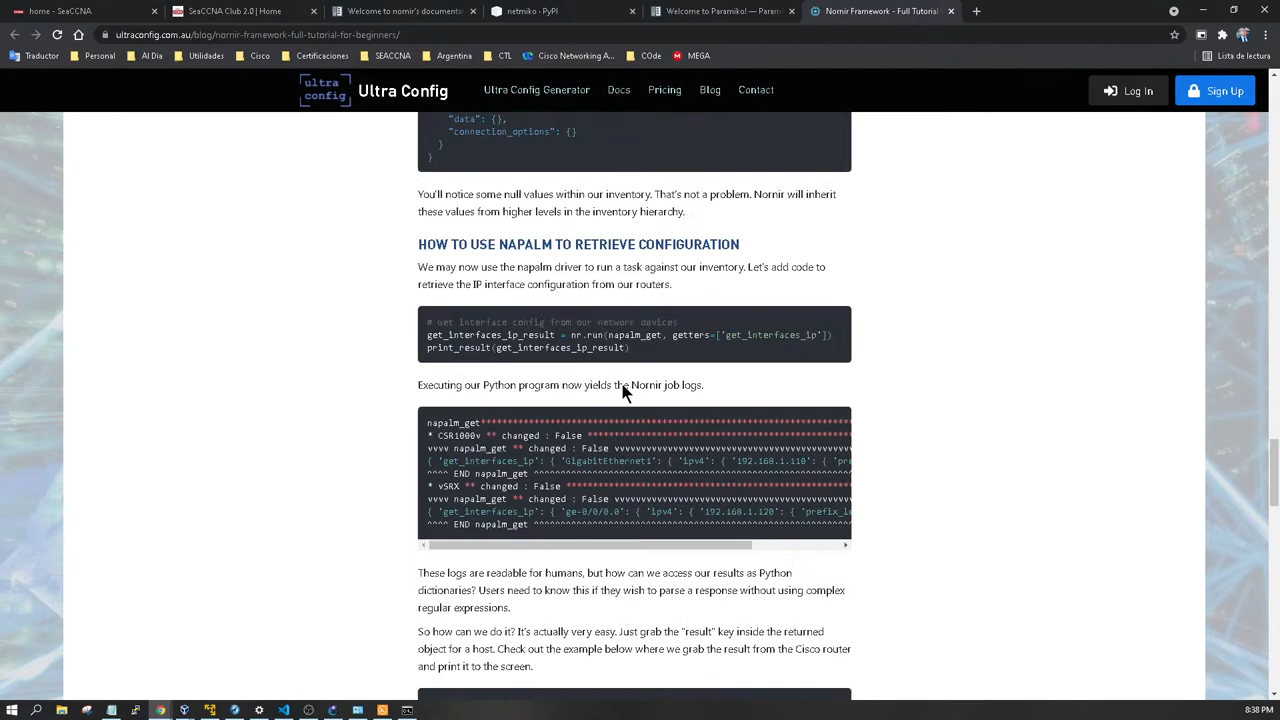 home - SeaCCNA
SeaCCNA Club 2.0 | Home
Welcome to nornir's documenta
netmiko · PyPI
Welcome to Paramiko! — Param
Nornir Framework - Full Tutorial
ultraconfig.com.au/blog/nornir-framework-full-tutorial-for-beginners/
Traductor
Personal
Al Dia
Utilidades
Cisco
Certificaciones
SEACCNA
Argentina
CTL
Cisco Networking A...
COde
MEGA
Lista de lectura
ultra
config
Ultra Config
Ultra Config Generator
Docs
Pricing
Blog
Contact
Log In
Sign Up
"data": {},
"connection_options": {}
}
}
You'll notice some null values within our inventory. That's not a problem. Nornir will inherit
these values from higher levels in the inventory hierarchy.
HOW TO USE NAPALM TO RETRIEVE CONFIGURATION
We may now use the napalm driver to run a task against our inventory. Let's add code to
retrieve the IP interface configuration from our routers.
# Get interface config from our network devices
get_interfaces_ip_result = nr.run(napalm_get, getters=['get_interfaces_ip'])
print_result(get_interfaces_ip_result)
Executing our Python program now yields the Nornir job logs.
napalm_get**********************************************************************
* CSR1000v ** changed : False **************************************************
vvvv napalm_get ** changed : False vvvvvvvvvvvvvvvvvvvvvvvvvvvvvvvvvvvvvvvvvvvvv
{ 'get_interfaces_ip': { 'GigabitEthernet1': { 'ipv4': { '192.168.1.110': { 'pre
^^^^ END napalm_get ^^^^^^^^^^^^^^^^^^^^^^^^^^^^^^^^^^^^^^^^^^^^^^^^^^^^^^^^^^^^
* vSRX ** changed : False ******************************************************
vvvv napalm_get ** changed : False vvvvvvvvvvvvvvvvvvvvvvvvvvvvvvvvvvvvvvvvvvvvv
{ 'get_interfaces_ip': { 'ge-0/0/0.0': { 'ipv4': { '192.168.1.120': { 'prefix_le
^^^^ END napalm_get ^^^^^^^^^^^^^^^^^^^^^^^^^^^^^^^^^^^^^^^^^^^^^^^^^^^^^^^^^^^^
These logs are readable for humans, but how can we access our results as Python
dictionaries? Users need to know this if they wish to parse a response without using complex
regular expressions.
So how can we do it? It's actually very easy. Just grab the "result" key inside the returned
object for a host. Check out the example below where we grab the result from the Cisco router
and print it to the screen.
8:38 PM